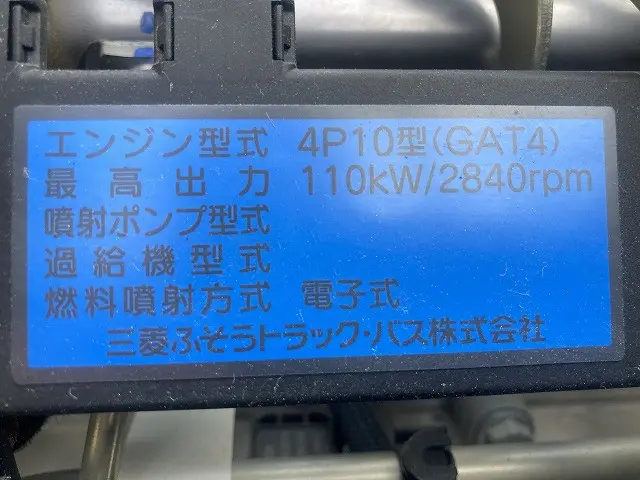 エンジン型式 4P10型(GAT4)
最高出力 110kW/2840rpm
噴射ポンプ型式
過給機型式
燃料噴射方式 電子式
三菱ふそうトラック・バス株式会社